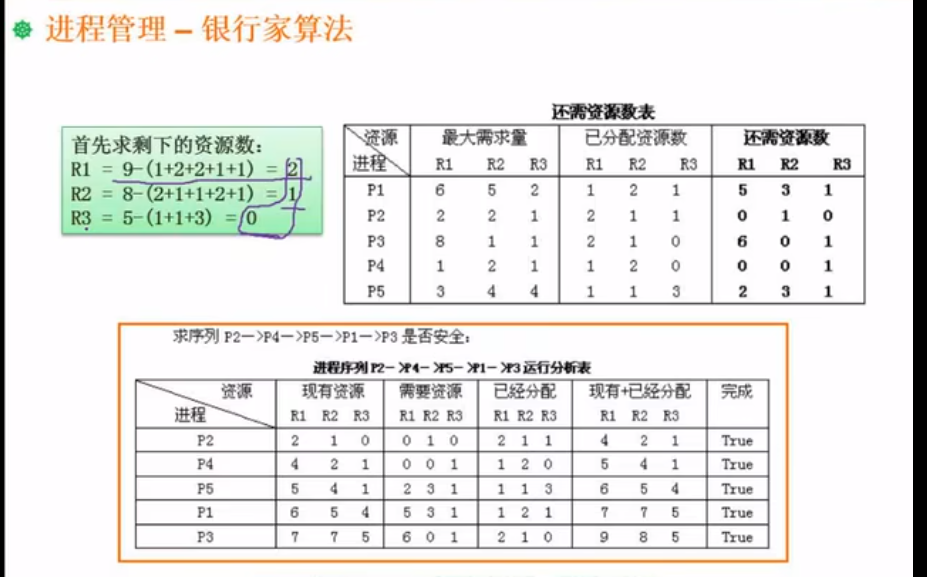 进程管理 – 银行家算法
首先求剩下的资源数:
R1 = 9-(1+2+2+1+1) = 2
R2 = 8-(2+1+1+2+1) = 1
R3 = 5-(1+1+3) = 0
还需资源数表
资源 最大需求量 已分配资源数 还需资源数
进程 R1 R2 R3 R1 R2 R3 R1 R2 R3
P1 6 5 2 1 2 1 5 3 1
P2 2 2 1 2 1 1 0 1 0
P3 8 1 1 2 1 0 6 0 1
P4 1 2 1 1 2 0 0 0 1
P5 3 4 4 1 1 3 2 3 1
求序列 P2—>P4—>P5—>P1—>P3 是否安全:
进程序列 P2—>P4—>P5—>P1—>P3 运行分析表
资源 现有资源 需要资源 已经分配 现有+已经分配 完成
进程 R1 R2 R3 R1 R2 R3 R1 R2 R3 R1 R2 R3
P2 2 1 0 0 1 0 2 1 1 4 2 1 True
P4 4 2 1 0 0 1 1 2 0 5 4 1 True
P5 5 4 1 2 3 1 1 1 3 6 5 4 True
P1 6 5 4 5 3 1 1 2 1 7 7 5 True
P3 7 7 5 6 0 1 2 1 0 9 8 5 True